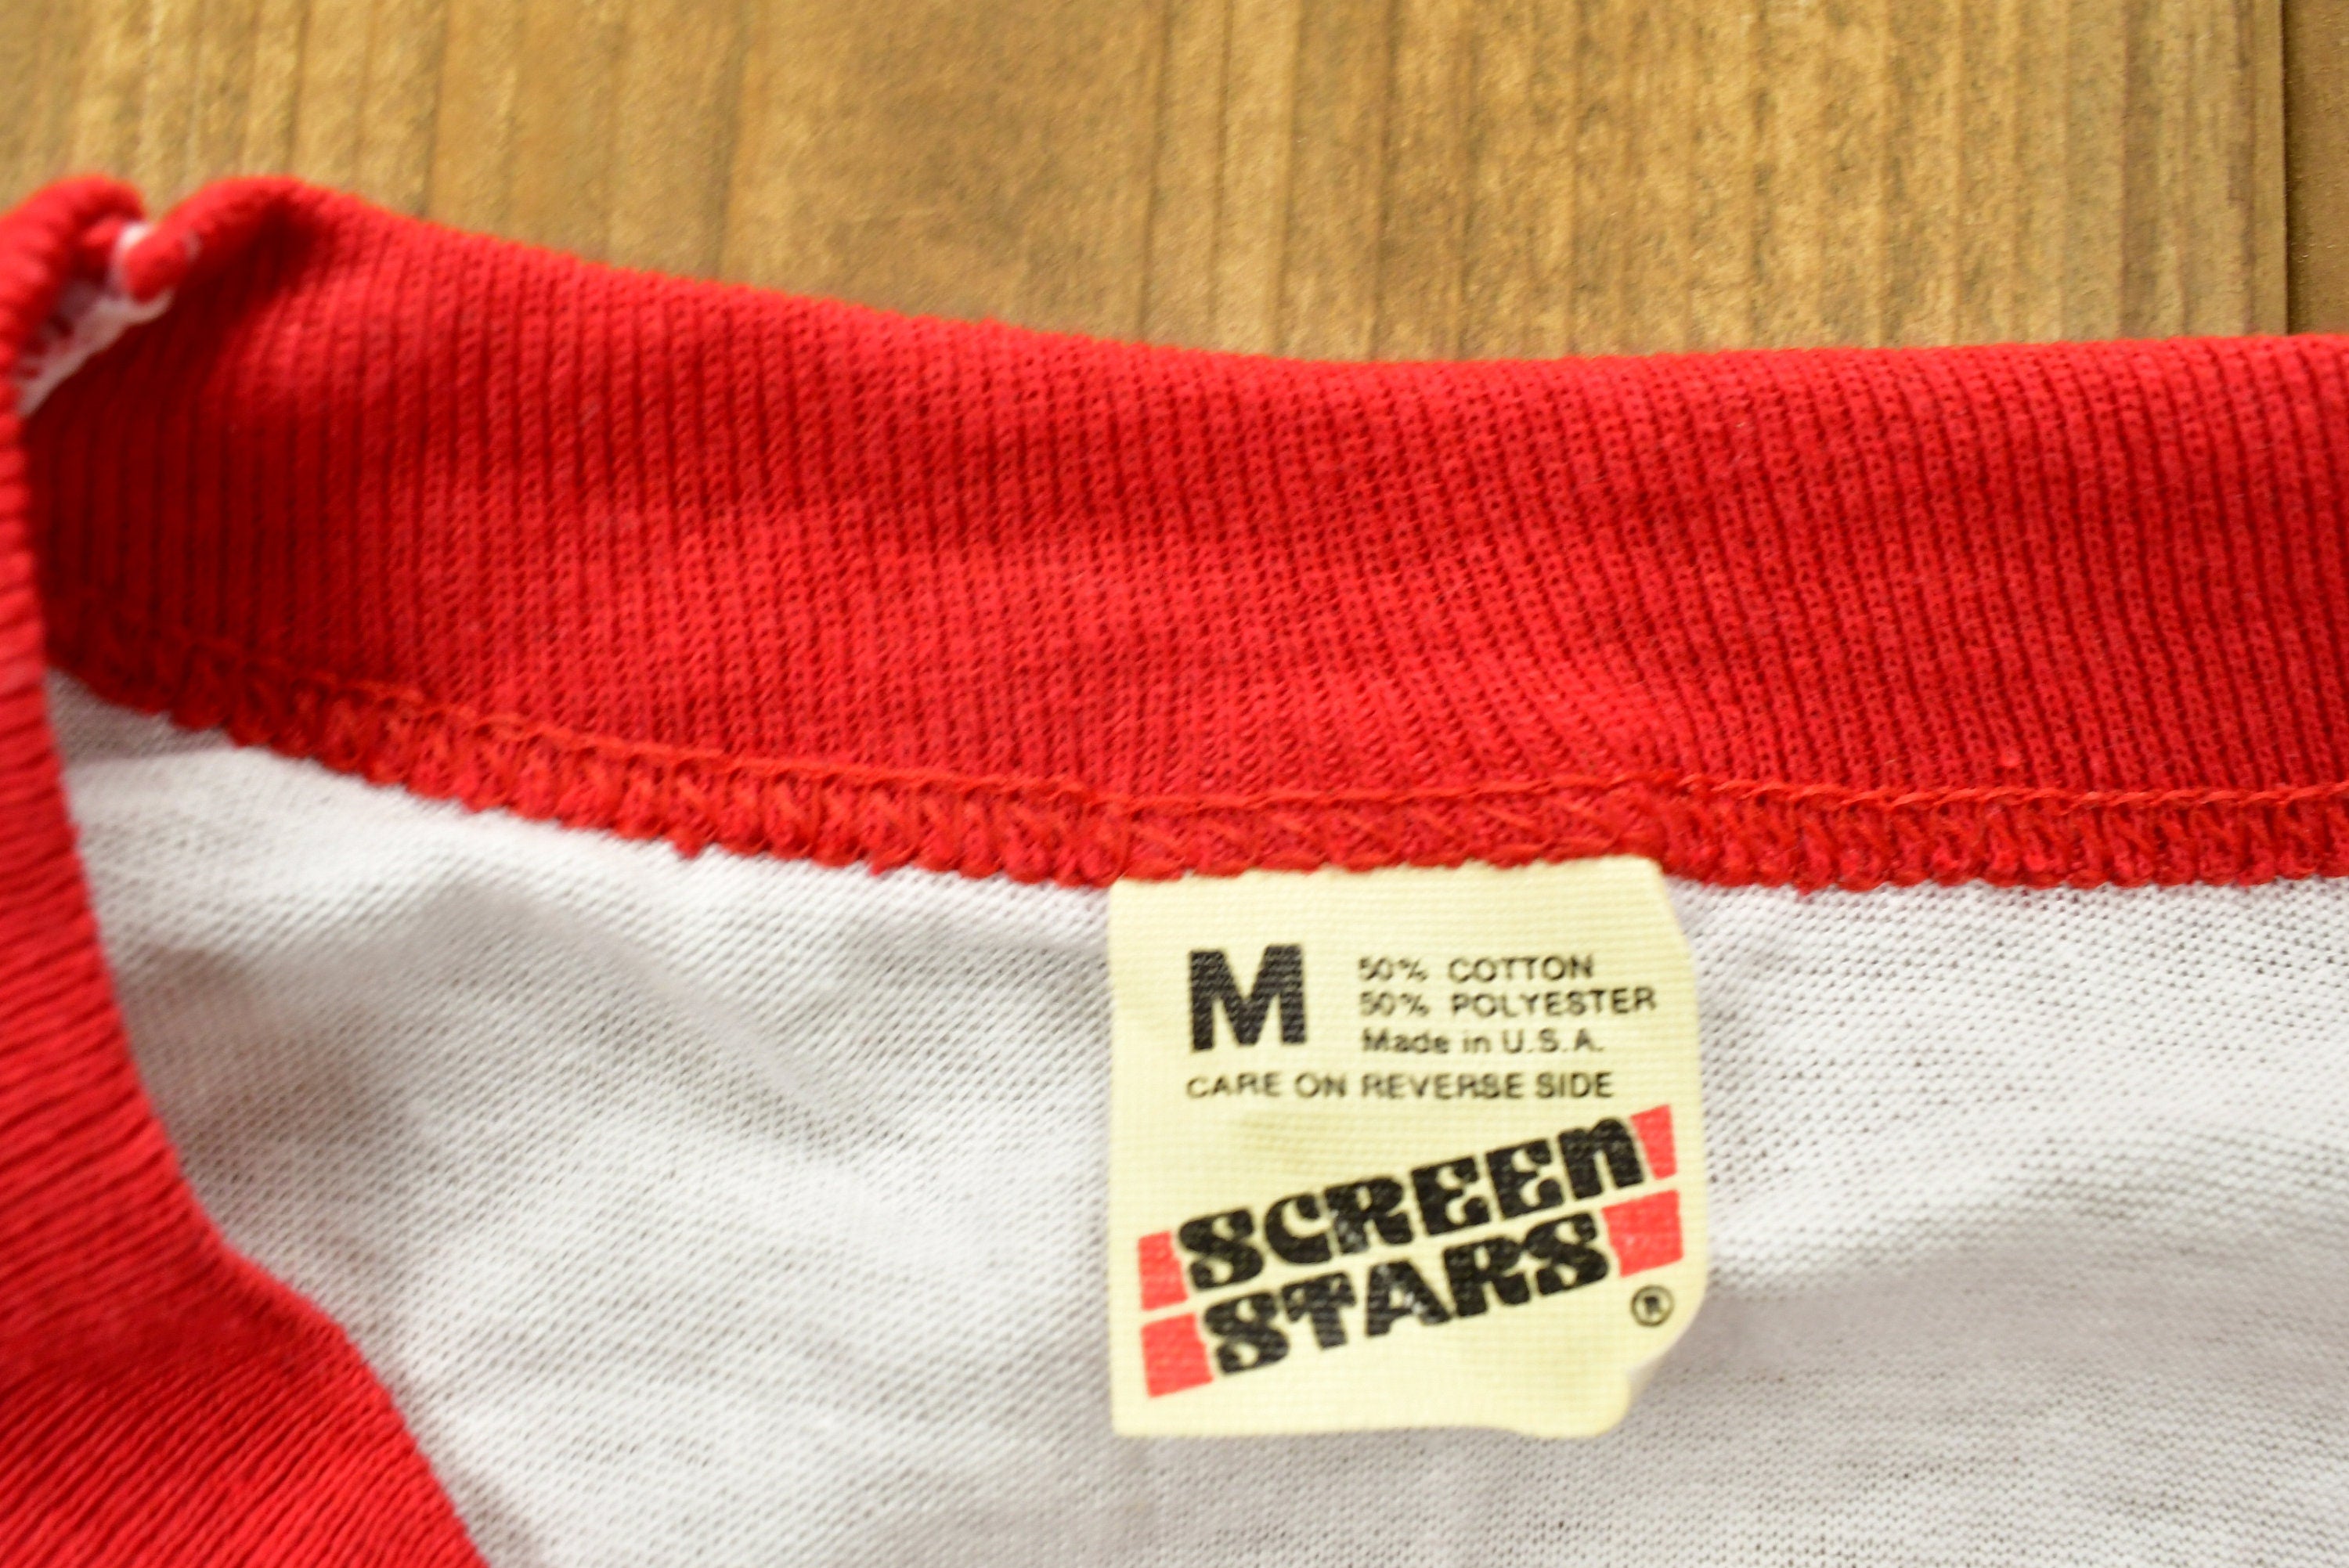 M
50% COTTON
50% POLYESTER
Made in U.S.A.
CARE ON REVERSE SIDE
SCREEn
STARS
®